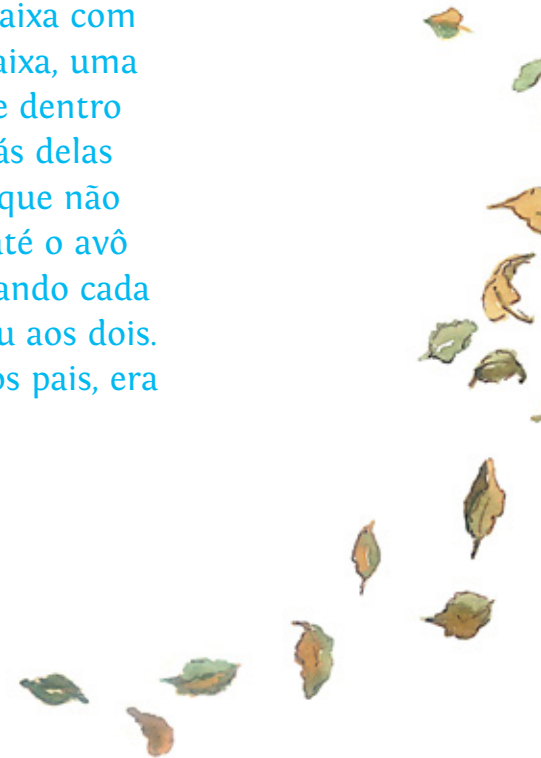 aixa com
aixa, uma
e dentro
ás delas
que não
até o avô
ando cada
u aos dois.
os pais, era